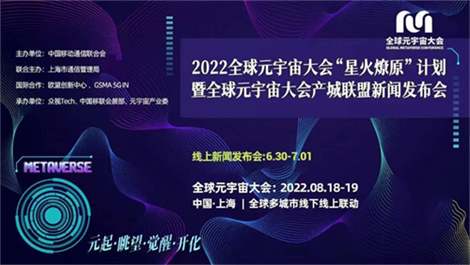 全球元宇宙大会
GLOBAL METAVERSE CONFERENCE
主办单位：中国移动通信联合会
联合主办：上海市通信管理局
国际合作：欧盟创新中心 、GSMA 5G IN
承办单位：众视Tech、中国移联会展部、元宇宙产业委
2022全球元宇宙大会“星火燎原”计划
暨全球元宇宙大会产城联盟新闻发布会
线上新闻发布会:6.30-7.01
METAVERSE
全球元宇宙大会：2022.08.18-19
中国·上海 ｜全球多城市线下线上联动
元起·眺望·觉醒·开化